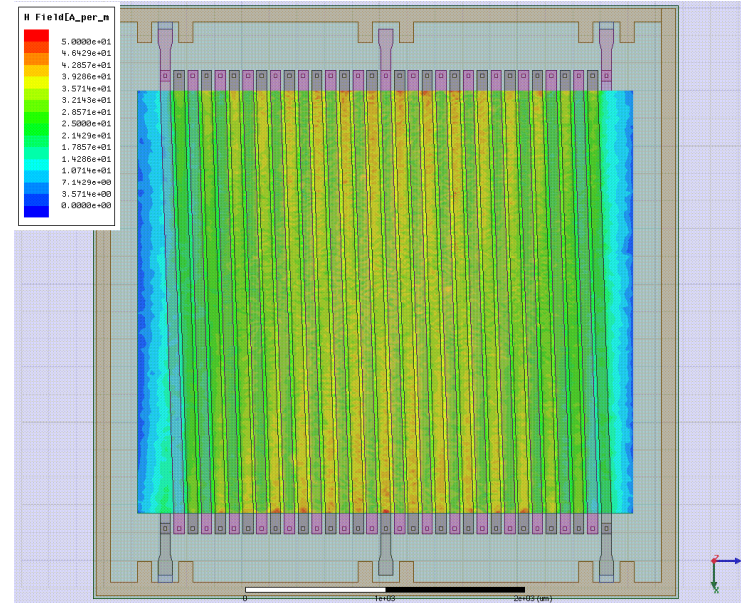 H Field[A_per_m
5.0000e+01
4.6429e+01
4.2857e+01
3.9286e+01
3.5714e+01
3.2143e+01
2.8571e+01
2.5000e+01
2.1429e+01
1.7857e+01
1.4286e+01
1.0714e+01
7.1429e+00
3.5714e+00
0.0000e+00
Z
X
0 1e+03 2e+03 (um)